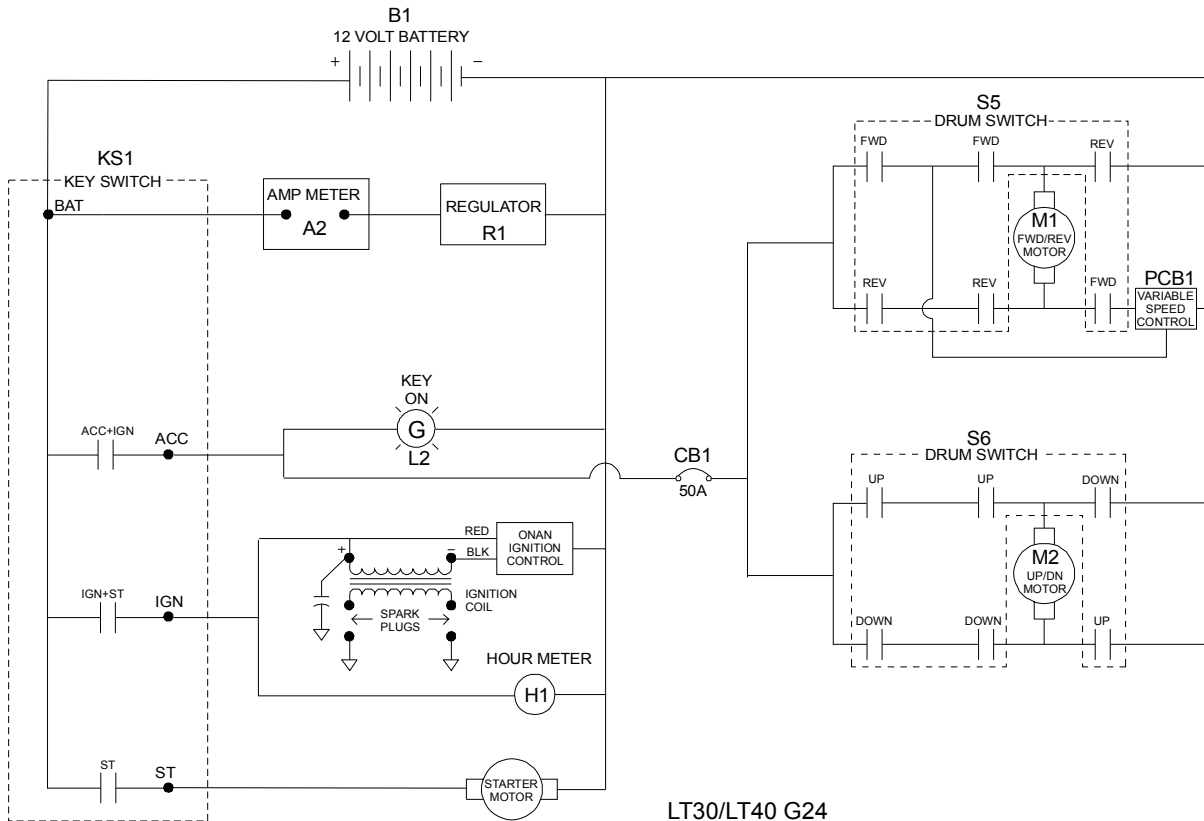 B1
12 VOLT BATTERY
+
–
KS1
KEY SWITCH
BAT
AMP METER
A2
REGULATOR
R1
S5
DRUM SWITCH
FWD
FWD
REV
M1
FWD/REV
MOTOR
REV
REV
FWD
PCB1
VARIABLE
SPEED
CONTROL
KEY
ON
G
L2
ACC+IGN
ACC
CB1
50A
S6
DRUM SWITCH
UP
UP
DOWN
M2
UP/DN
MOTOR
DOWN
DOWN
UP
RED
BLK
ONAN
IGNITION
CONTROL
+
–
IGNITION
COIL
SPARK
PLUGS
IGN+ST
IGN
HOUR METER
H1
ST
ST
STARTER
MOTOR
LT30/LT40 G24